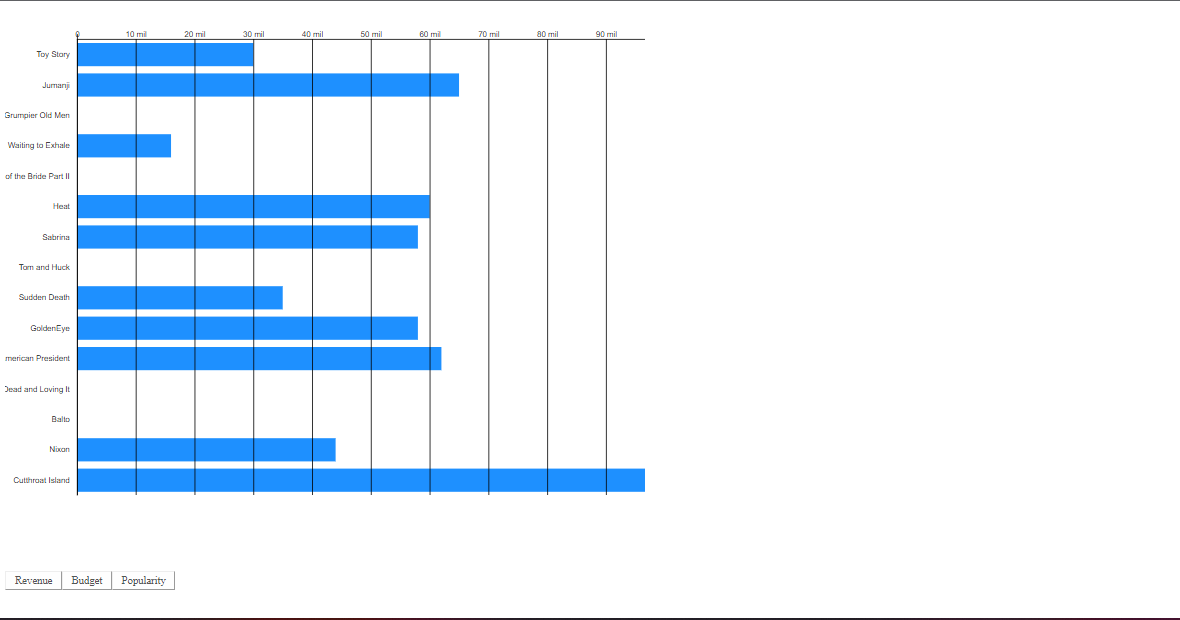 0 10 mil 20 mil 30 mil 40 mil 50 mil 60 mil 70 mil 80 mil 90 mil
Toy Story
Jumanji
Grumpier Old Men
Waiting to Exhale
of the Bride Part II
Heat
Sabrina
Tom and Huck
Sudden Death
GoldenEye
merican President
Dead and Loving It
Balto
Nixon
Cutthroat Island
Revenue Budget Popularity